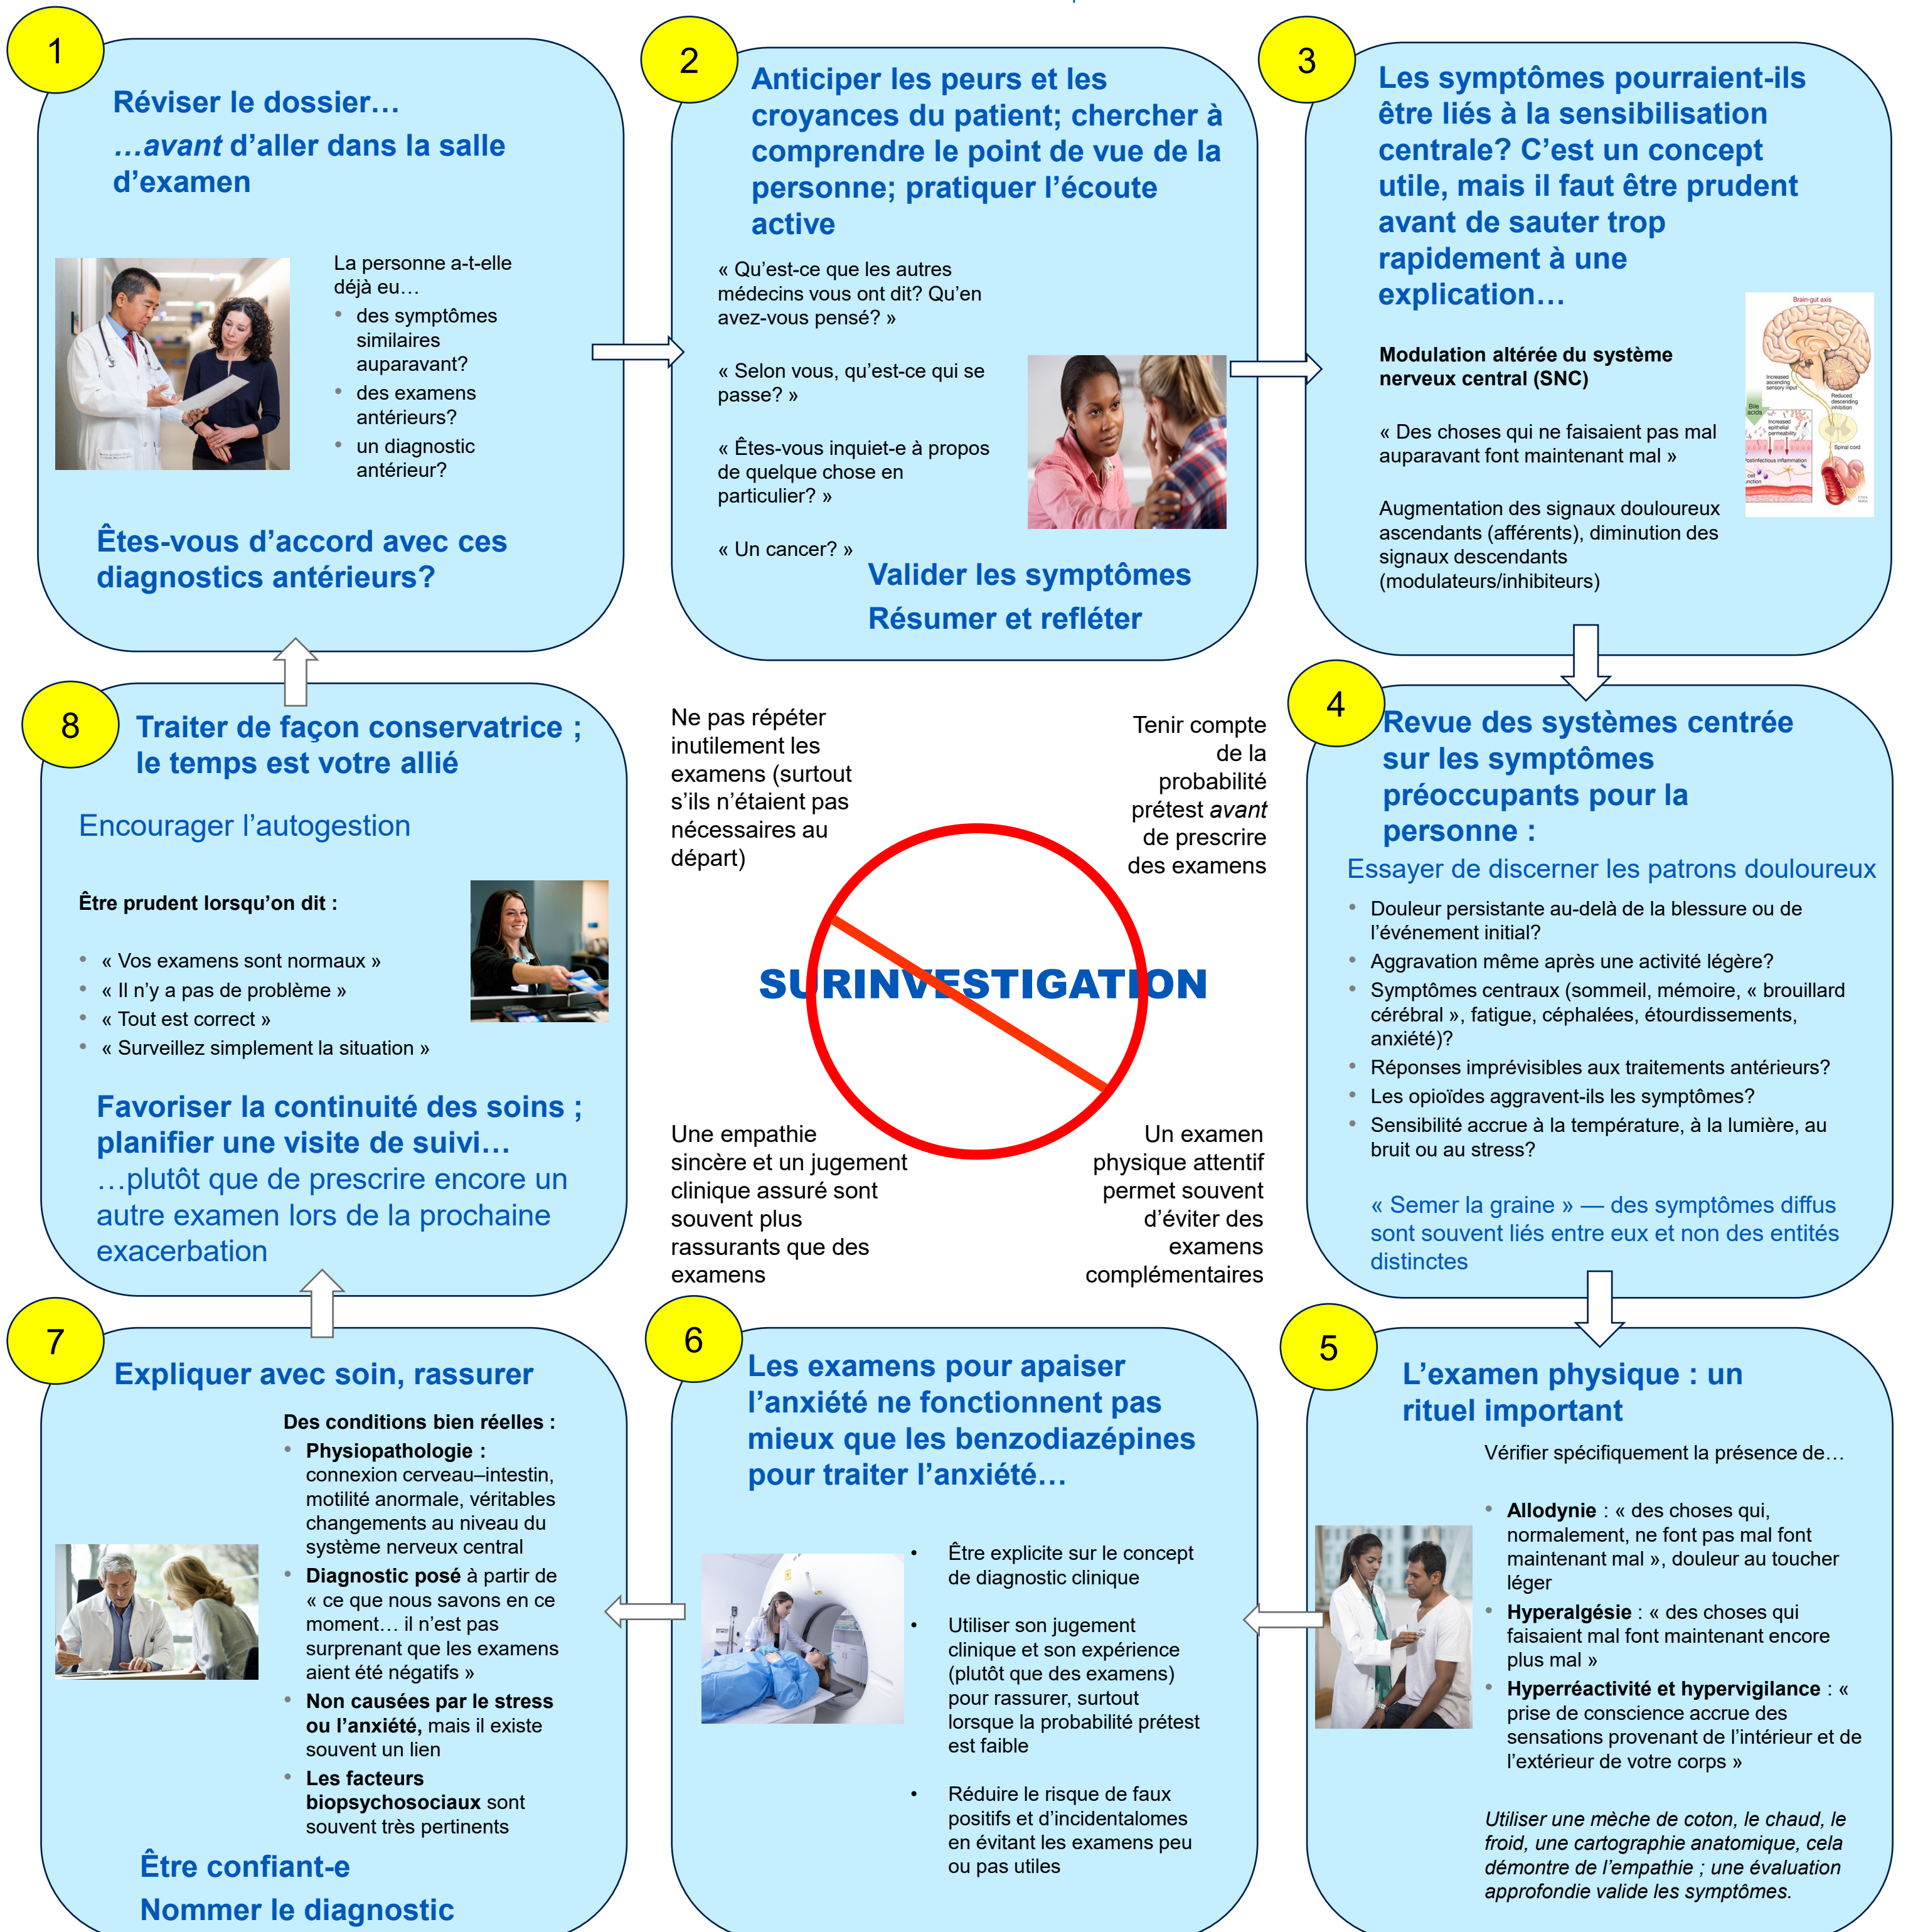 1
Réviser le dossier…
…avant d’aller dans la salle
d’examen
La personne a-t-elle
déjà eu…
• des symptômes
similaires
auparavant?
• des examens
antérieurs?
• un diagnostic
antérieur?
Êtes-vous d’accord avec ces
diagnostics antérieurs?
2
Anticiper les peurs et les
croyances du patient; chercher à
comprendre le point de vue de la
personne; pratiquer l’écoute
active
« Qu’est-ce que les autres
médecins vous ont dit? Qu’en
avez-vous pensé? »
« Selon vous, qu’est-ce qui se
passe? »
« Êtes-vous inquiet-e à propos
de quelque chose en
particulier? »
« Un cancer? »
Valider les symptômes
Résumer et refléter
3
Les symptômes pourraient-ils
être liés à la sensibilisation
centrale? C’est un concept
utile, mais il faut être prudent
avant de sauter trop
rapidement à une
explication…
Modulation altérée du système
nerveux central (SNC)
« Des choses qui ne faisaient pas mal
auparavant font maintenant mal »
Augmentation des signaux douloureux
ascendants (afférents), diminution des
signaux descendants
(modulateurs/inhibiteurs)
Brain-gut axis
Increased
ascending
sensory input
Reduced
descending
inhibition
Bile
acids
Increased
epithelial
permeability
Spinal cord
Postinfectious inflammation
cell
4
Revue des systèmes centrée
sur les symptômes
préoccupants pour la
personne :
Essayer de discerner les patrons douloureux
• Douleur persistante au-delà de la blessure ou de
l’événement initial?
• Aggravation même après une activité légère?
• Symptômes centraux (sommeil, mémoire, « brouillard
cérébral », fatigue, céphalées, étourdissements,
anxiété)?
• Réponses imprévisibles aux traitements antérieurs?
• Les opioïdes aggravent-ils les symptômes?
• Sensibilité accrue à la température, à la lumière, au
bruit ou au stress?
« Semer la graine » — des symptômes diffus
sont souvent liés entre eux et non des entités
distinctes
5
L’examen physique : un
rituel important
Vérifier spécifiquement la présence de…
• Allodynie : « des choses qui,
normalement, ne font pas mal font
maintenant mal », douleur au toucher
léger
• Hyperalgésie : « des choses qui
faisaient mal font maintenant encore
plus mal »
• Hyperréactivité et hypervigilance : «
prise de conscience accrue des
sensations provenant de l’intérieur et de
l’extérieur de votre corps »
Utiliser une mèche de coton, le chaud, le
froid, une cartographie anatomique, cela
démontre de l’empathie ; une évaluation
approfondie valide les symptômes.
6
Les examens pour apaiser
l’anxiété ne fonctionnent pas
mieux que les benzodiazépines
pour traiter l’anxiété…
• Être explicite sur le concept
de diagnostic clinique
• Utiliser son jugement
clinique et son expérience
(plutôt que des examens)
pour rassurer, surtout
lorsque la probabilité prétest
est faible
• Réduire le risque de faux
positifs et d’incidentalomes
en évitant les examens peu
ou pas utiles
7
Expliquer avec soin, rassurer
Des conditions bien réelles :
• Physiopathologie :
connexion cerveau–intestin,
motilité anormale, véritables
changements au niveau du
système nerveux central
• Diagnostic posé à partir de
« ce que nous savons en ce
moment… il n’est pas
surprenant que les examens
aient été négatifs »
• Non causées par le stress
ou l’anxiété, mais il existe
souvent un lien
• Les facteurs
biopsychosociaux sont
souvent très pertinents
Être confiant-e
Nommer le diagnostic
8
Traiter de façon conservatrice ;
le temps est votre allié
Encourager l’autogestion
Être prudent lorsqu’on dit :
• « Vos examens sont normaux »
• « Il n’y a pas de problème »
• « Tout est correct »
• « Surveillez simplement la situation »
Favoriser la continuité des soins ;
planifier une visite de suivi…
…plutôt que de prescrire encore un
autre examen lors de la prochaine
exacerbation
Ne pas répéter
inutilement les
examens (surtout
s’ils n’étaient pas
nécessaires au
départ)
Tenir compte
de la
probabilité
prétest avant
de prescrire
des examens
SURINVESTIGATION
Une empathie
sincère et un jugement
clinique assuré sont
souvent plus
rassurants que des
examens
Un examen
physique attentif
permet souvent
d’éviter des
examens
complémentaires